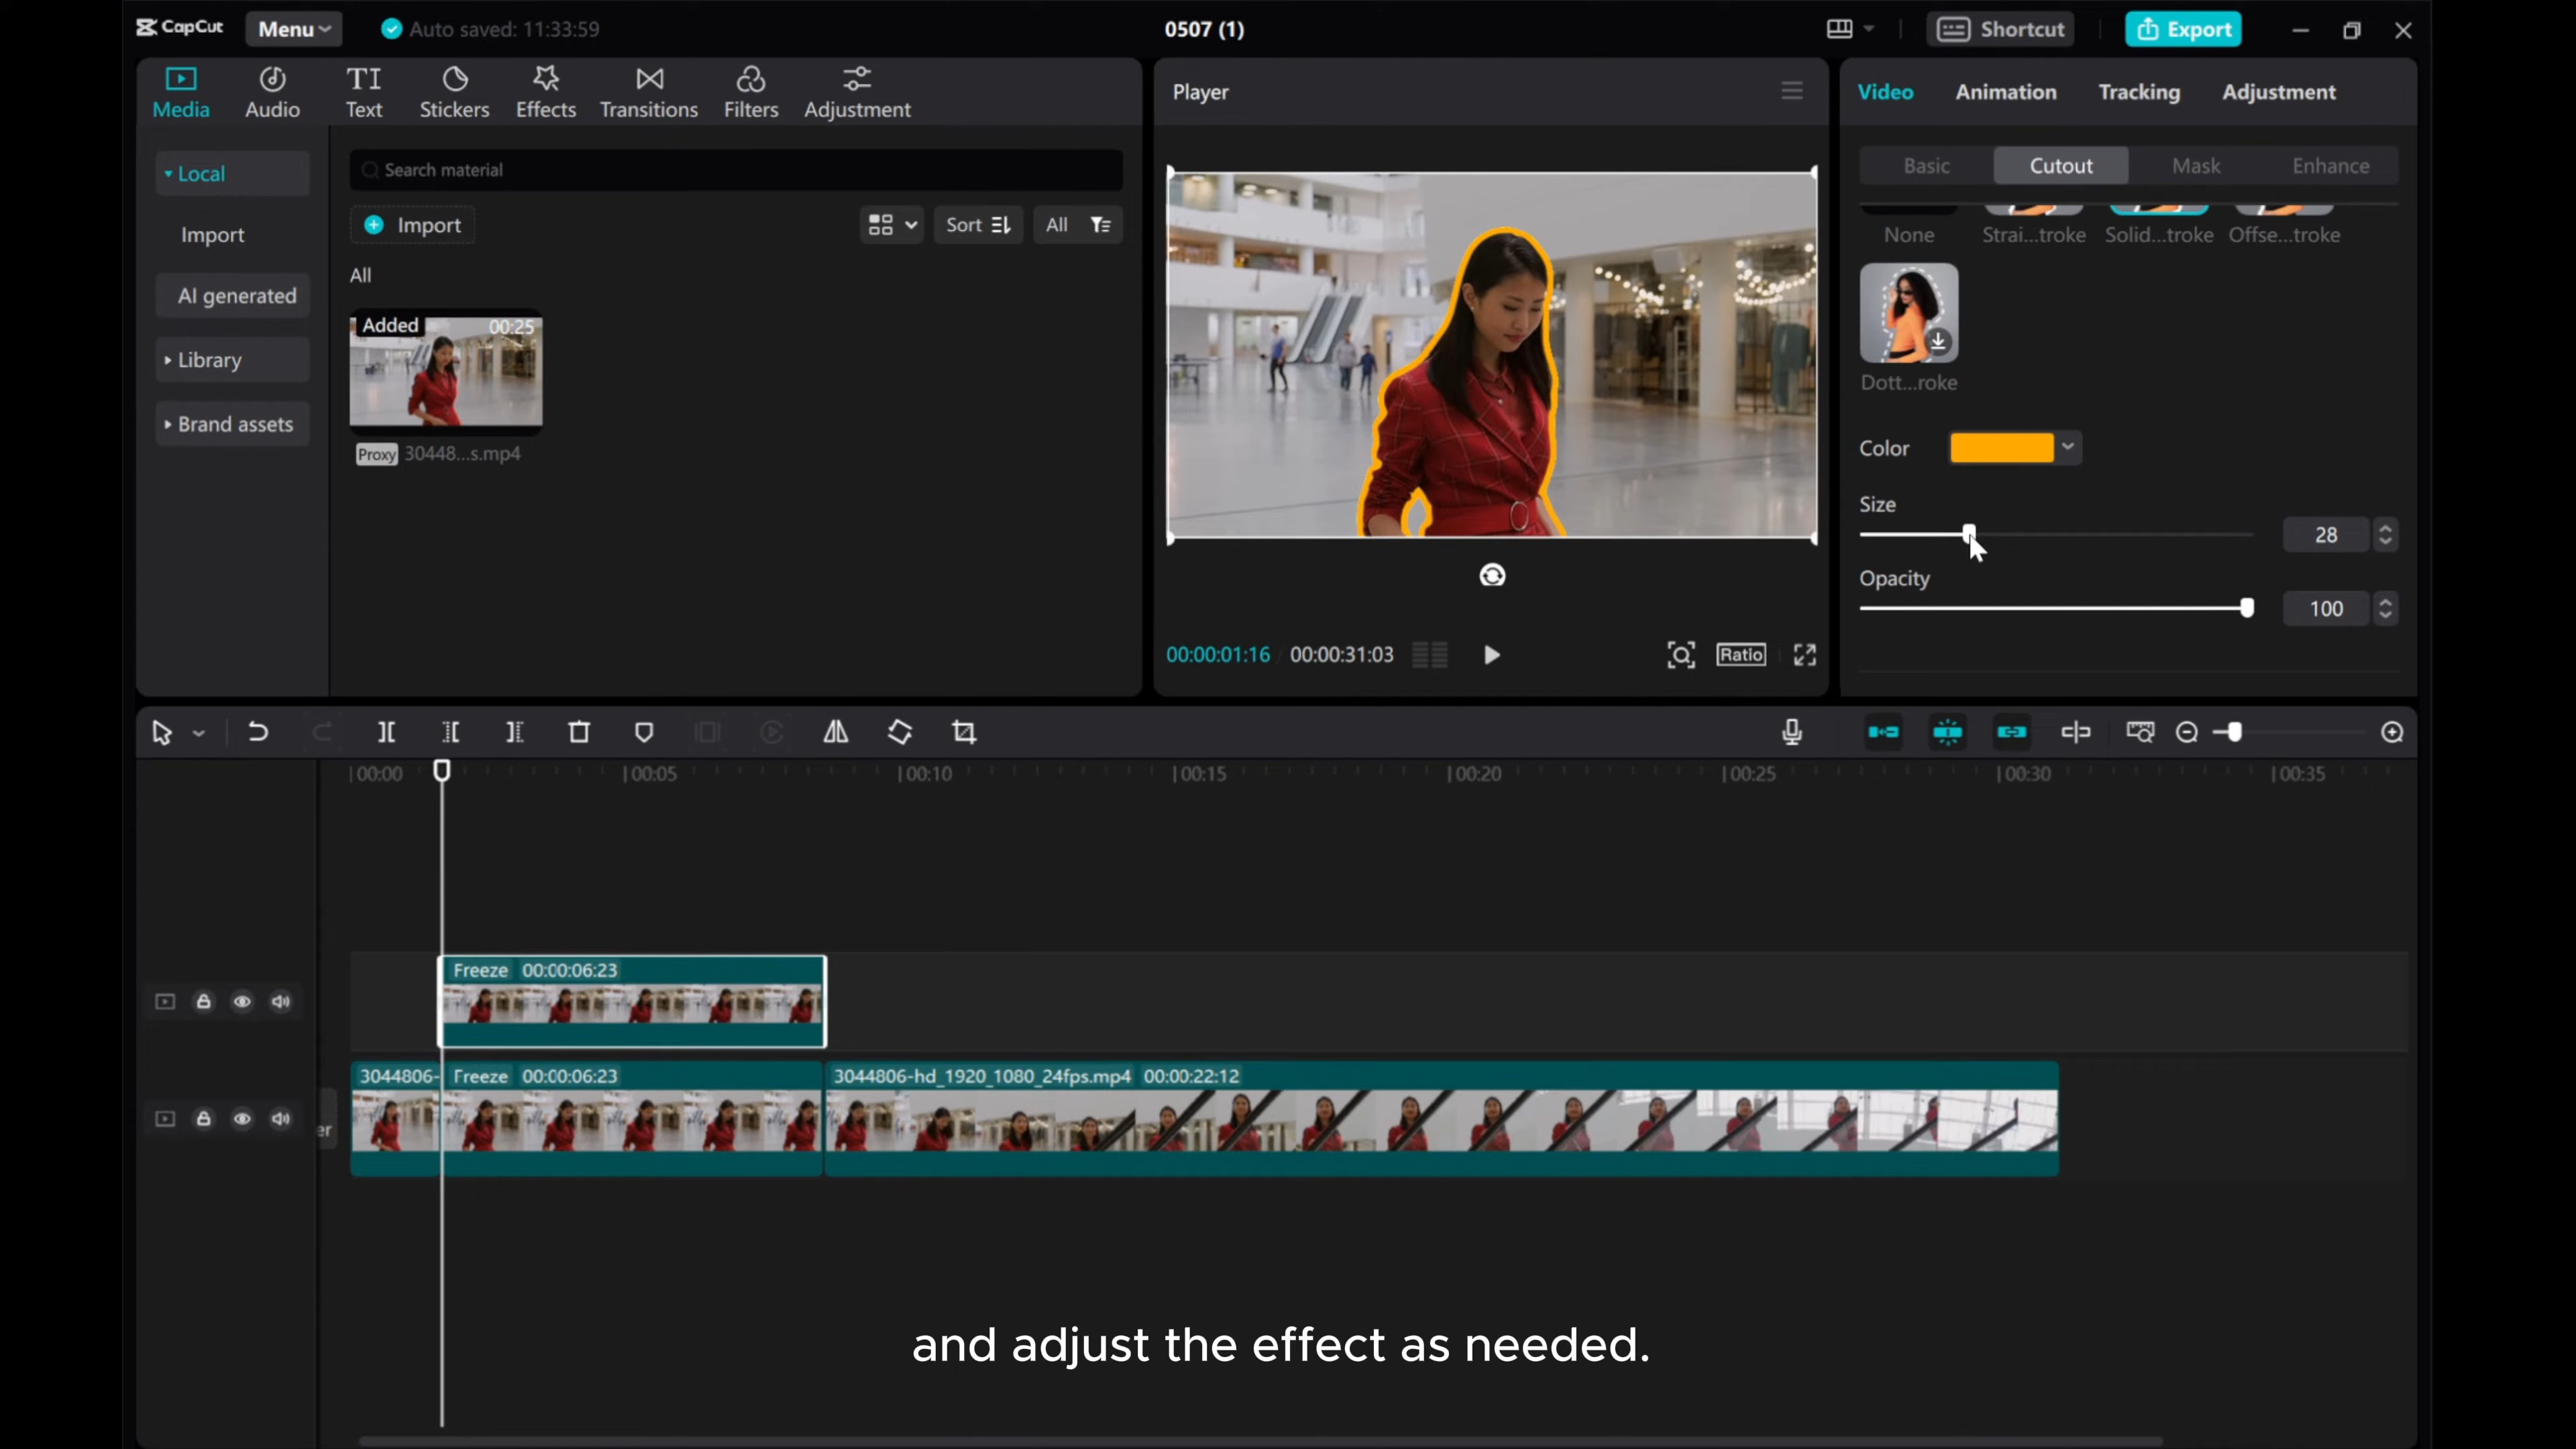 CapCut
Menu
Auto saved: 11:33:59
0507 (1)
Shortcut
Export
Media
Audio
TI
Text
Stickers
Effects
Transitions
Filters
Adjustment
Local
Import
AI generated
Library
Brand assets
Search material
Import
Sort
All
All
Added
00:25
Proxy
30448...s.mp4
Player
00:00:01:16
00:00:31:03
Ratio
Video
Animation
Tracking
Adjustment
Basic
Cutout
Mask
Enhance
None
Strai...troke
Solid...troke
Offse...troke
Dott...roke
Color
Size
28
Opacity
100
00:00
00:05
00:10
00:15
00:20
00:25
00:30
00:35
Freeze 00:00:06:23
3044806-
Freeze 00:00:06:23
3044806-hd_1920_1080_24fps.mp4 00:00:22:12
er
and adjust the effect as needed.